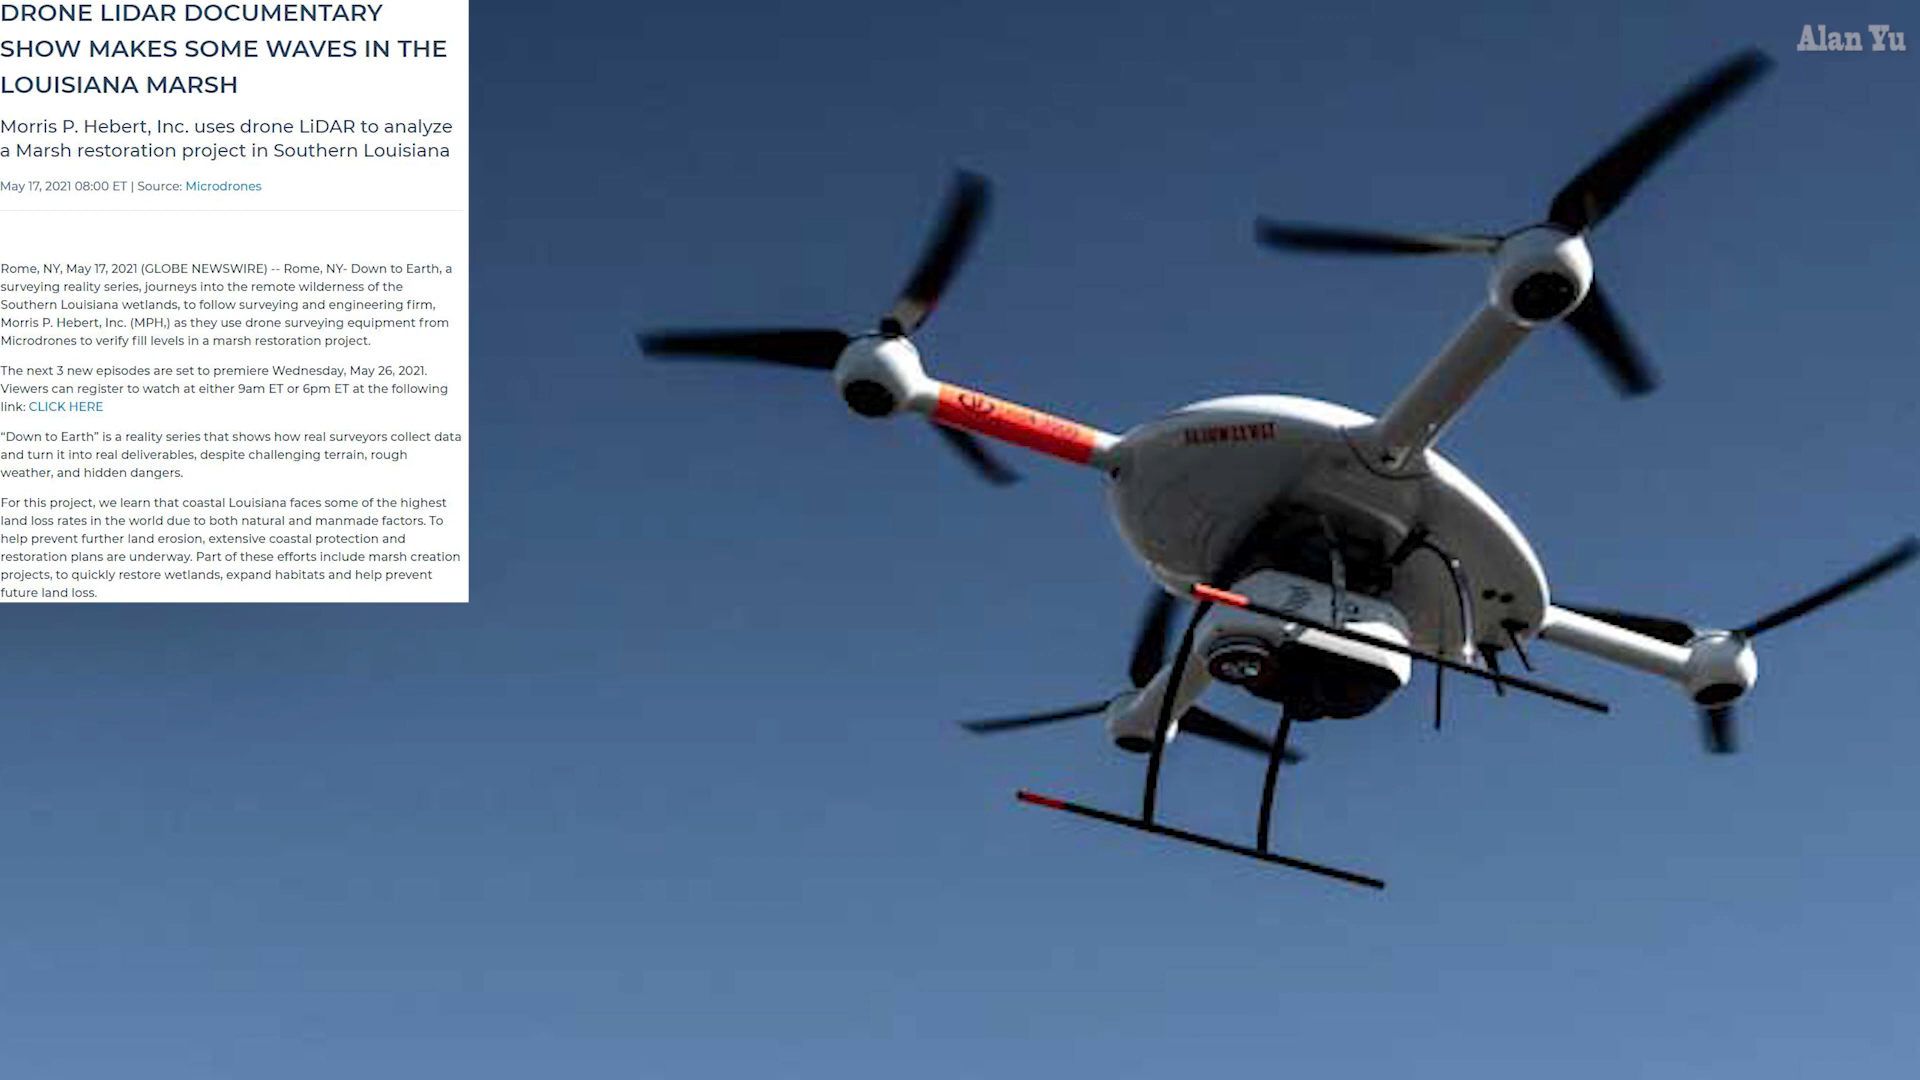 DRONE LIDAR DOCUMENTARY
SHOW MAKES SOME WAVES IN THE
LOUISIANA MARSH
Morris P. Hebert, Inc. uses drone LiDAR to analyze
a Marsh restoration project in Southern Louisiana
May 17, 2021 08:00 ET | Source: Microdrones
Rome, NY, May 17, 2021 (GLOBE NEWSWIRE) -- Rome, NY- Down to Earth, a
surveying reality series, journeys into the remote wilderness of the
Southern Louisiana wetlands, to follow surveying and engineering firm,
Morris P. Hebert, Inc. (MPH,) as they use drone surveying equipment from
Microdrones to verify fill levels in a marsh restoration project.
The next 3 new episodes are set to premiere Wednesday, May 26, 2021.
Viewers can register to watch at either 9am ET or 6pm ET at the following
link: CLICK HERE
“Down to Earth” is a reality series that shows how real surveyors collect data
and turn it into real deliverables, despite challenging terrain, rough
weather, and hidden dangers.
For this project, we learn that coastal Louisiana faces some of the highest
land loss rates in the world due to both natural and manmade factors. To
help prevent further land erosion, extensive coastal protection and
restoration plans are underway. Part of these efforts include marsh creation
projects, to quickly restore wetlands, expand habitats and help prevent
future land loss.
Alan Yu